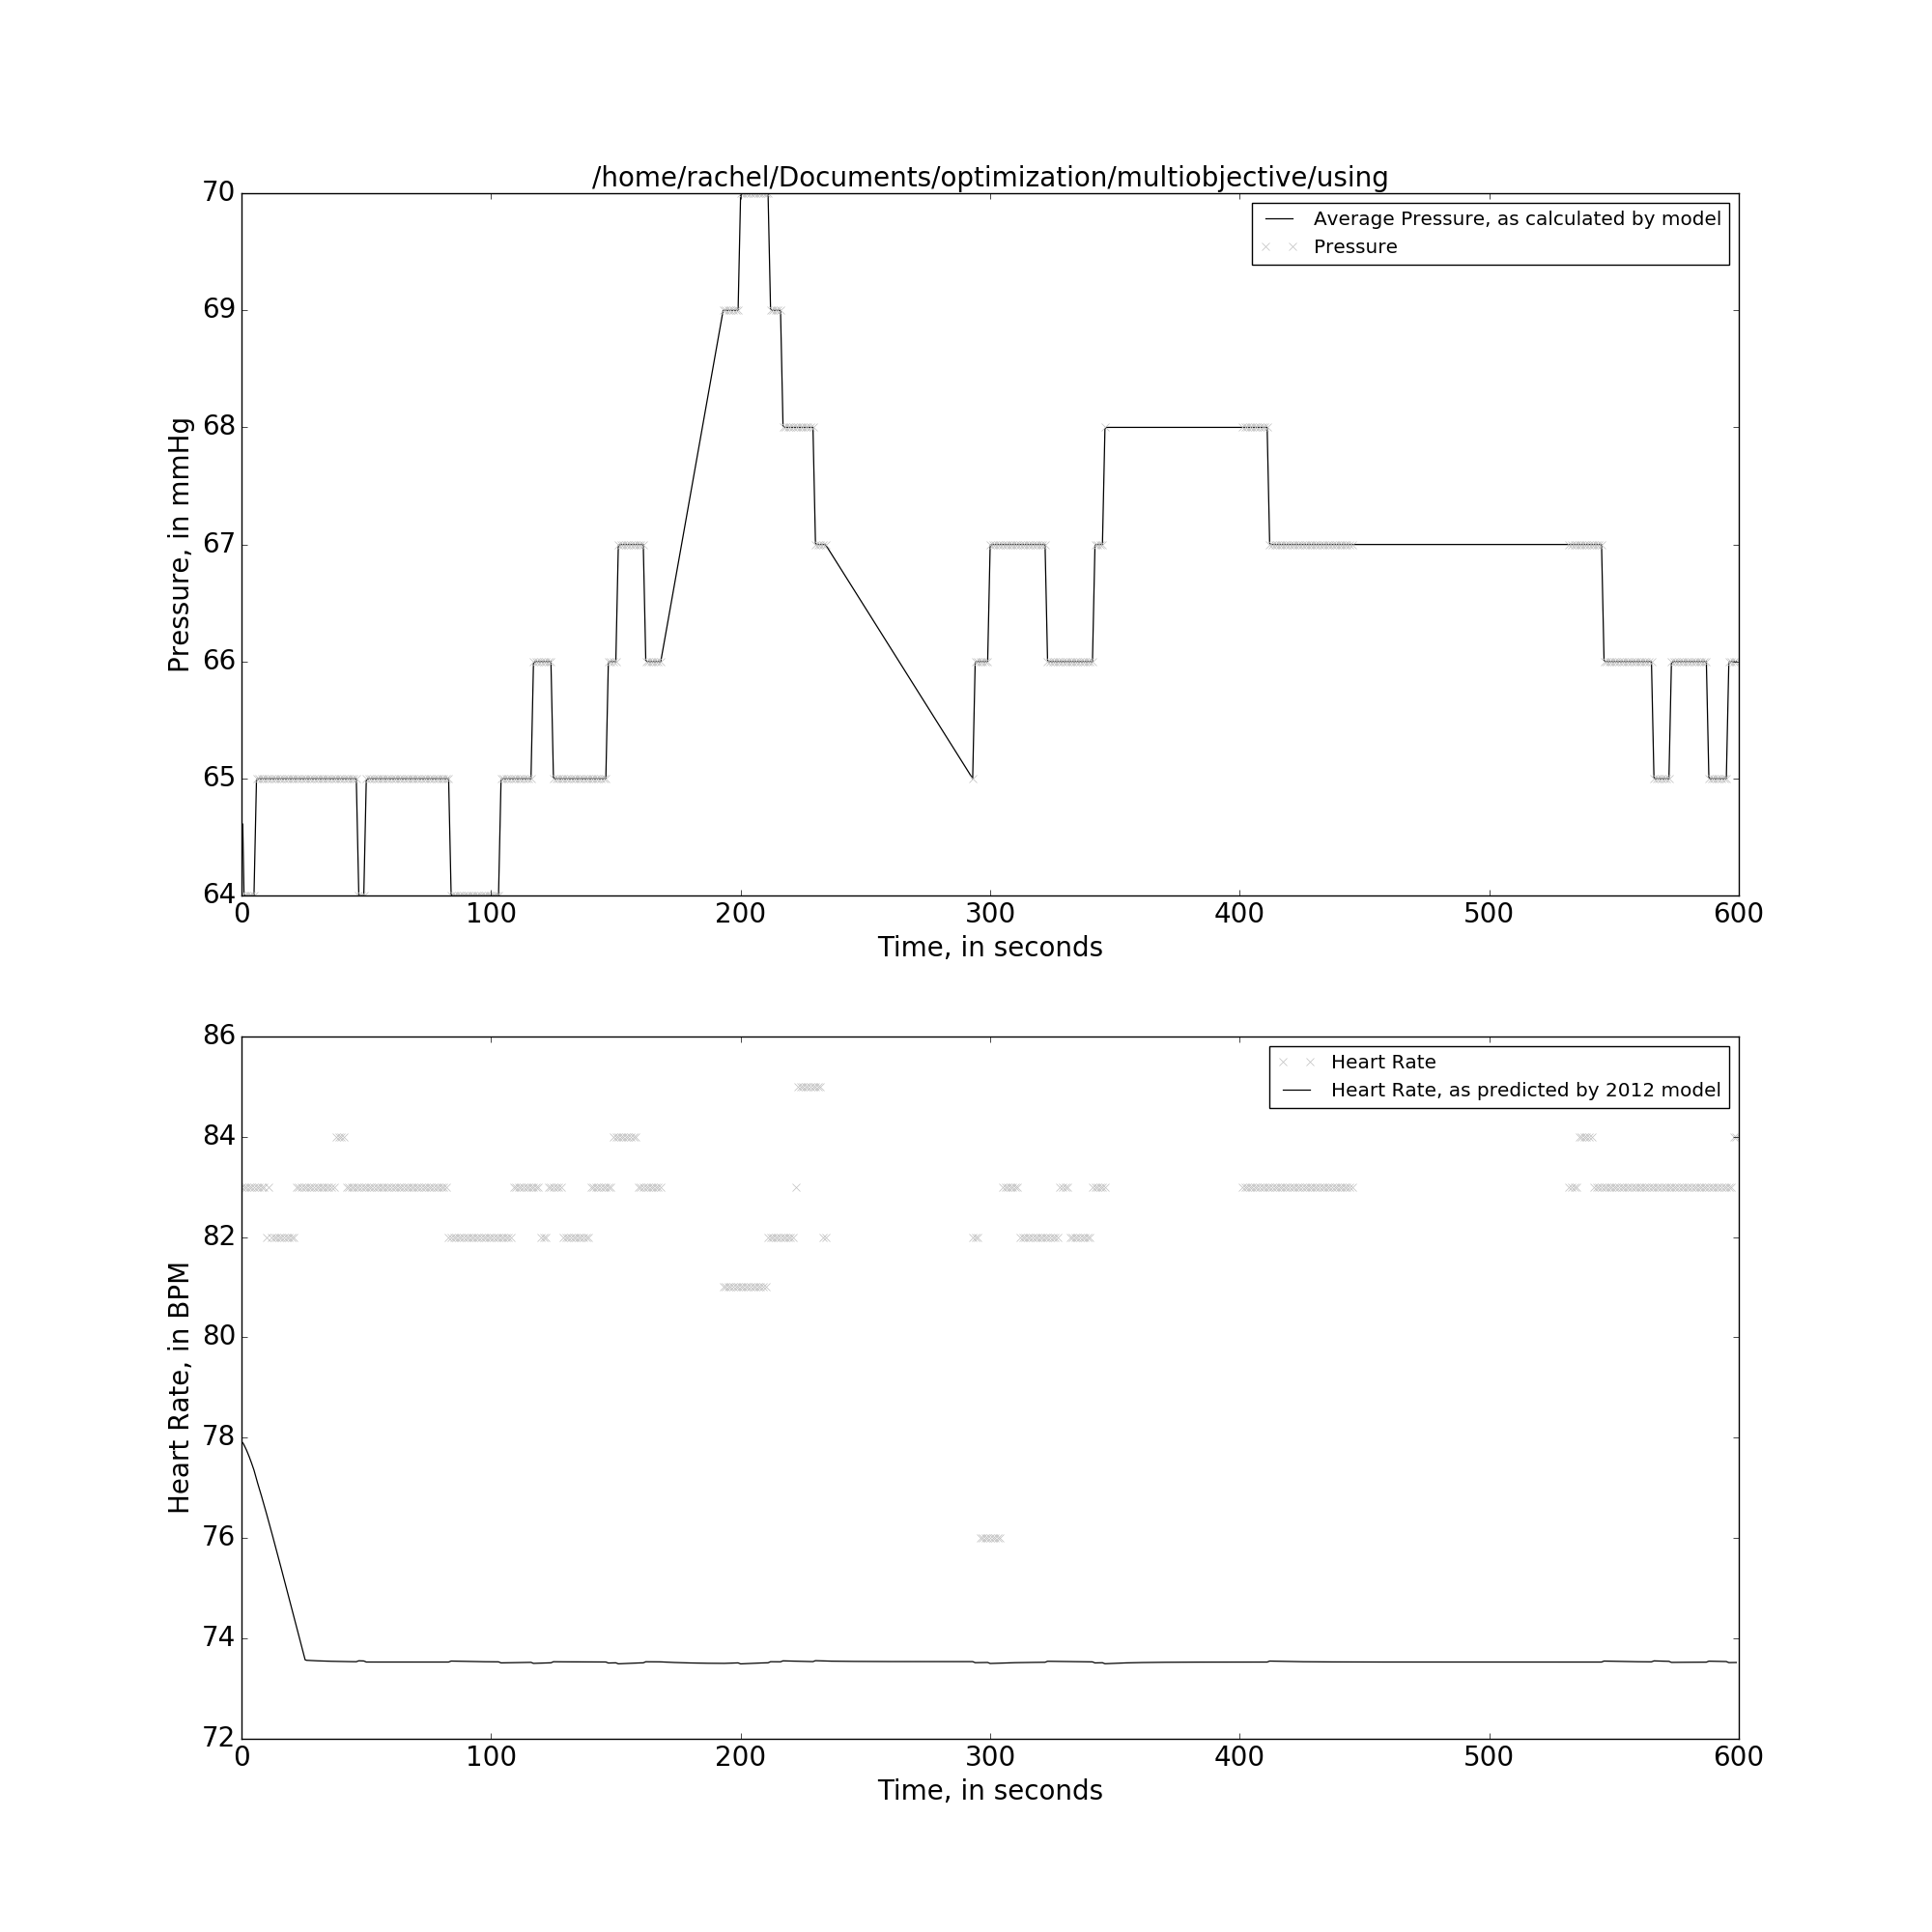 /home/rachel/Documents/optimization/multiobjective/using
70
69
68
67
66
65
64
Pressure, in mmHg
Average Pressure, as calculated by model
Pressure
0 100 200 300 400 500 600
Time, in seconds
86
84
82
80
78
76
74
72
Heart Rate, in BPM
Heart Rate
Heart Rate, as predicted by 2012 model
0 100 200 300 400 500 600
Time, in seconds